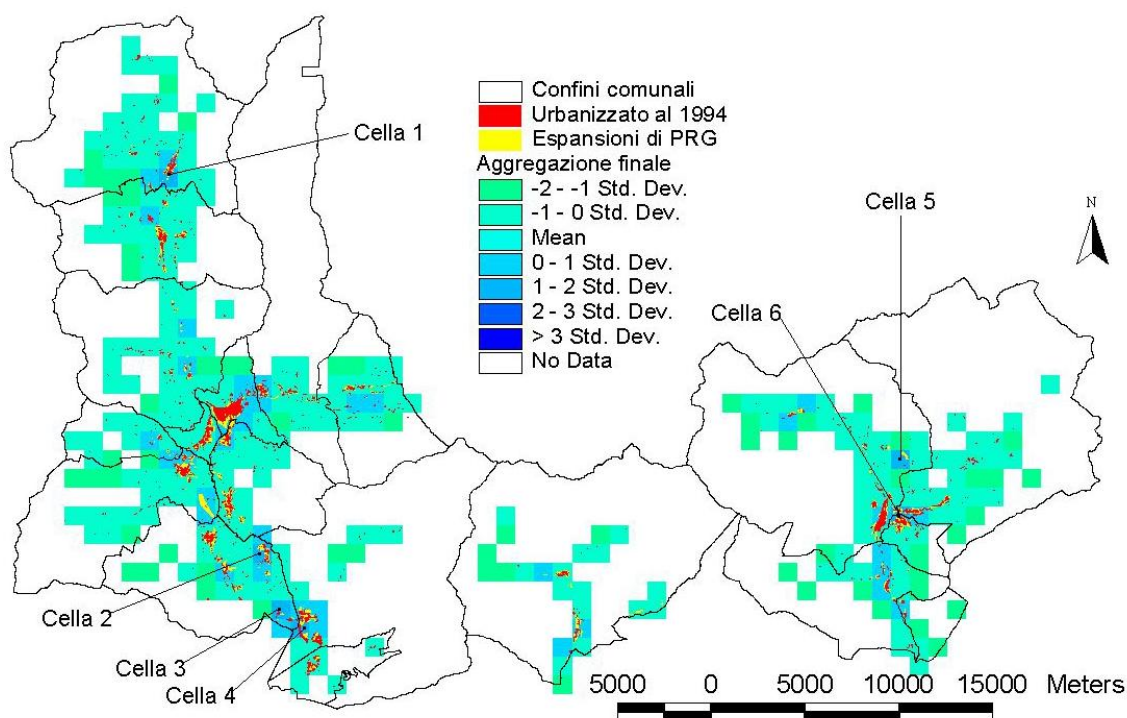 Confini comunali
Urbanizzato al 1994
Espansioni di PRG
Aggregazione finale
-2 - -1 Std. Dev.
-1 - 0 Std. Dev.
Mean
0 - 1 Std. Dev.
1 - 2 Std. Dev.
2 - 3 Std. Dev.
> 3 Std. Dev.
No Data
Cella 1
Cella 5
N
Cella 6
Cella 2
Cella 3
Cella 4
5000 0 5000 10000 15000 Meters